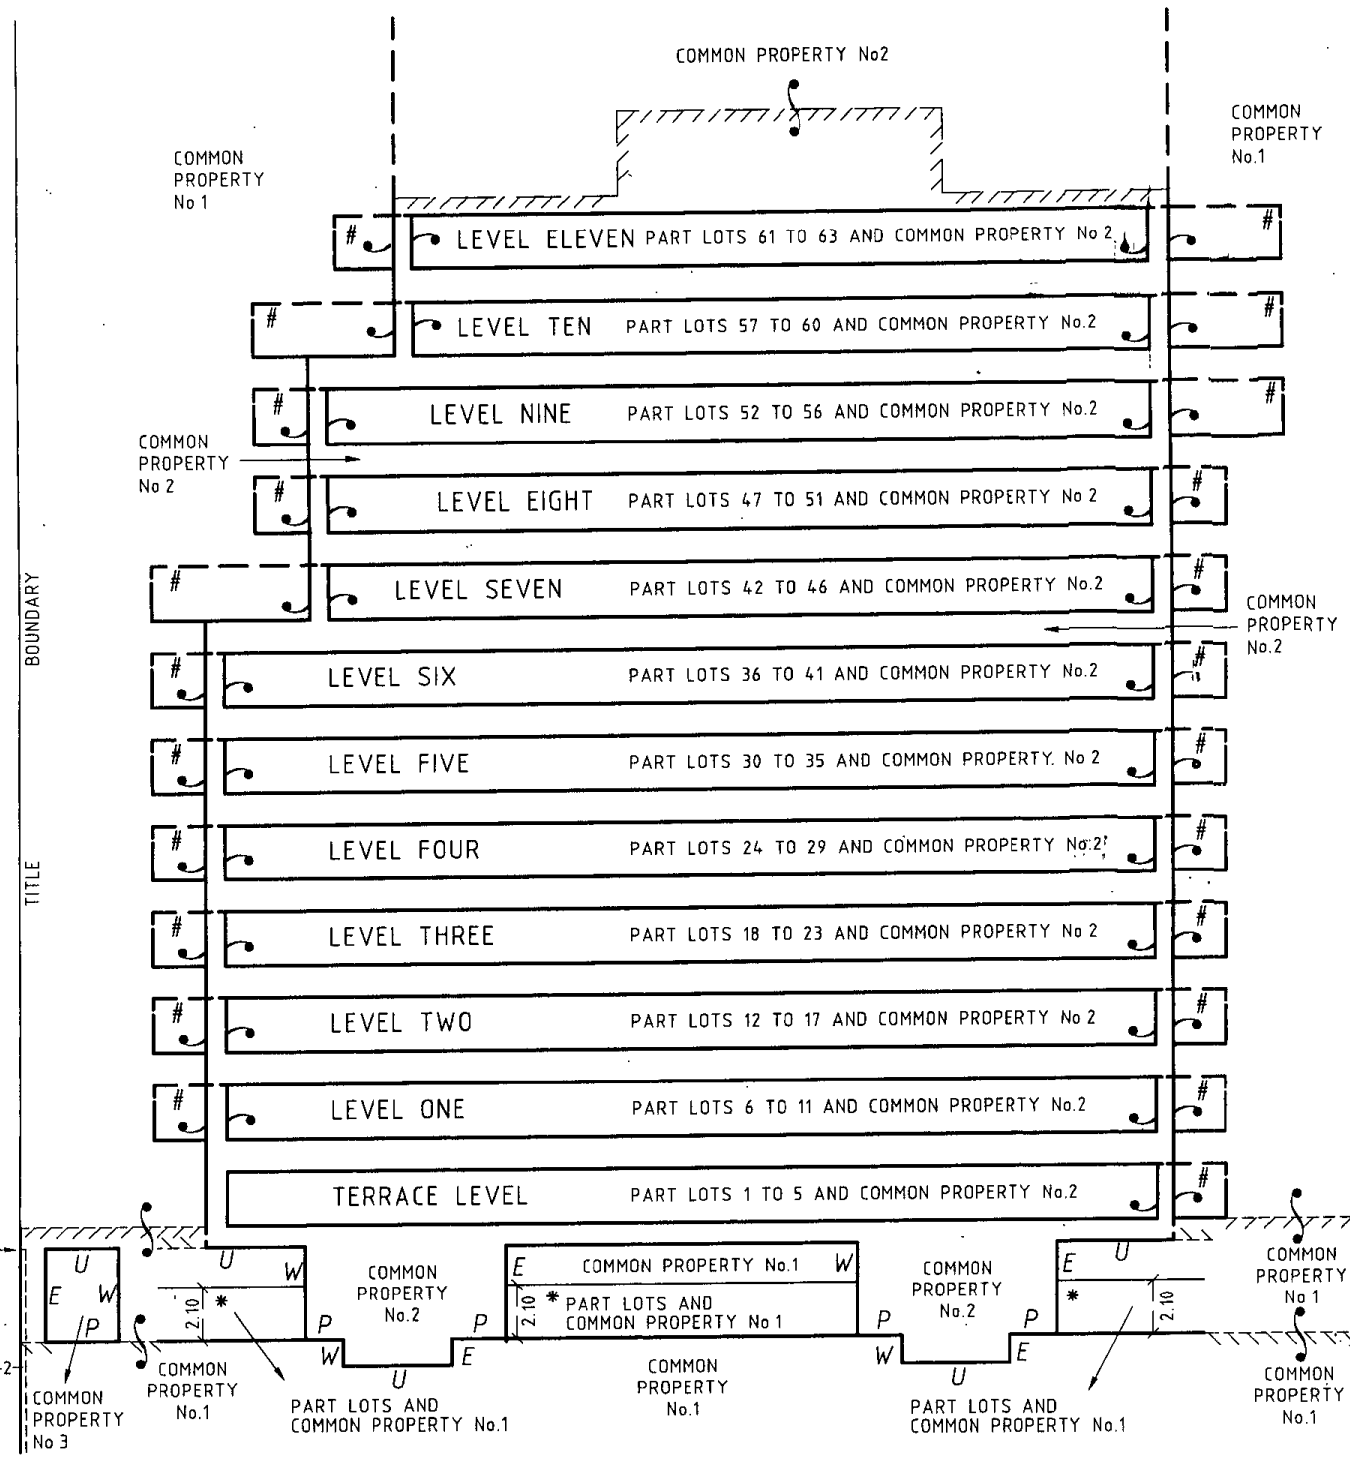 COMMON PROPERTY No2
COMMON
PROPERTY
No.1
COMMON
PROPERTY
No 1
# LEVEL ELEVEN PART LOTS 61 TO 63 AND COMMON PROPERTY No 2 #
# LEVEL TEN PART LOTS 57 TO 60 AND COMMON PROPERTY No.2 #
# LEVEL NINE PART LOTS 52 TO 56 AND COMMON PROPERTY No.2 #
COMMON
PROPERTY
No 2
# LEVEL EIGHT PART LOTS 47 TO 51 AND COMMON PROPERTY No 2 #
# LEVEL SEVEN PART LOTS 42 TO 46 AND COMMON PROPERTY No.2 #
COMMON
PROPERTY
No.2
BOUNDARY
# LEVEL SIX PART LOTS 36 TO 41 AND COMMON PROPERTY No.2 #
# LEVEL FIVE PART LOTS 30 TO 35 AND COMMON PROPERTY. No 2 #
# LEVEL FOUR PART LOTS 24 TO 29 AND COMMON PROPERTY No.2 #
TITLE
# LEVEL THREE PART LOTS 18 TO 23 AND COMMON PROPERTY No 2 #
# LEVEL TWO PART LOTS 12 TO 17 AND COMMON PROPERTY No 2 #
# LEVEL ONE PART LOTS 6 TO 11 AND COMMON PROPERTY No.2 #
TERRACE LEVEL PART LOTS 1 TO 5 AND COMMON PROPERTY No.2 #
U
E W
P
U
W
2.10
*
COMMON
PROPERTY
No.2
P
W E
U
E COMMON PROPERTY No.1 W
2.10
* PART LOTS AND
COMMON PROPERTY No 1
P
COMMON
PROPERTY
No.2
P
W E
U
P
E U
*
2.10
COMMON
PROPERTY
No 1
2
COMMON
PROPERTY
No 3
COMMON
PROPERTY
No.1
PART LOTS AND
COMMON PROPERTY No.1
COMMON
PROPERTY
No.1
PART LOTS AND
COMMON PROPERTY No.1
COMMON
PROPERTY
No.1